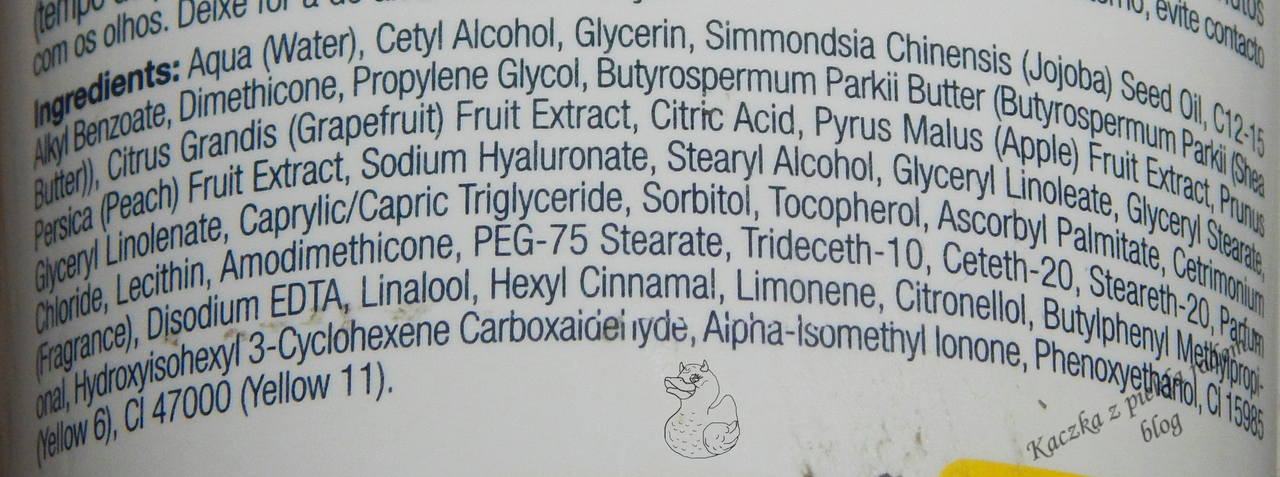 (tempo
com os olhos. Deixe evite contacto
Ingredients: Aqua (Water), Cetyl Alcohol, Glycerin, Simmondsia Chinensis (Jojoba) Seed Oil, C12-15
Alkyl Benzoate, Dimethicone, Propylene Glycol, Butyrospermum Parkii Butter (Butyrospermum Parkii (Shea
Butter)), Citrus Grandis (Grapefruit) Fruit Extract, Citric Acid, Pyrus Malus (Apple) Fruit Extract, Prunus
Persica (Peach) Fruit Extract, Sodium Hyaluronate, Stearyl Alcohol, Glyceryl Linoleate, Glyceryl Stearate,
Glyceryl Linolenate, Caprylic/Capric Triglyceride, Sorbitol, Tocopherol, Ascorbyl Palmitate, Cetrimonium
Chloride, Lecithin, Amodimethicone, PEG-75 Stearate, Trideceth-10, Ceteth-20, Steareth-20, Parfum
(Fragrance), Disodium EDTA, Linalool, Hexyl Cinnamal, Limonene, Citronellol, Butylphenyl Methylpropi-
onal, Hydroxyisohexyl 3-Cyclohexene Carboxaldehyde, Alpha-Isomethyl Ionone, Phenoxyethanol, CI 15985
(Yellow 6), CI 47000 (Yellow 11).
Kaczka z
blog